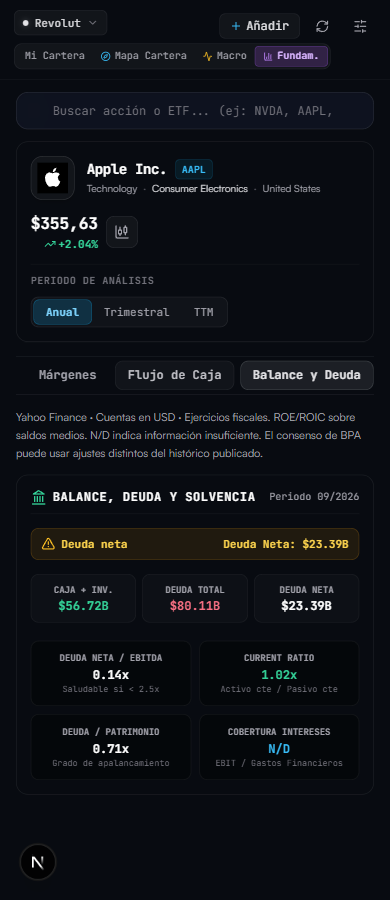 Revolut
+ Añadir
Mi Cartera
Mapa Cartera
Macro
Fundam.
Buscar acción o ETF... (ej: NVDA, AAPL,
Apple Inc.
AAPL
Technology · Consumer Electronics · United States
$355,63
+2.04%
PERIODO DE ANÁLISIS
Anual
Trimestral
TTM
Márgenes
Flujo de Caja
Balance y Deuda
Yahoo Finance · Cuentas en USD · Ejercicios fiscales. ROE/ROIC sobre
saldos medios. N/D indica información insuficiente. El consenso de BPA
puede usar ajustes distintos del histórico publicado.
BALANCE, DEUDA Y SOLVENCIA
Periodo 09/2026
Deuda neta
Deuda Neta: $23.39B
CAJA + INV.
$56.72B
DEUDA TOTAL
$80.11B
DEUDA NETA
$23.39B
DEUDA NETA / EBITDA
0.14x
Saludable si < 2.5x
CURRENT RATIO
1.02x
Activo cte / Pasivo cte
DEUDA / PATRIMONIO
0.71x
Grado de apalancamiento
COBERTURA INTERESES
N/D
EBIT / Gastos Financieros
N